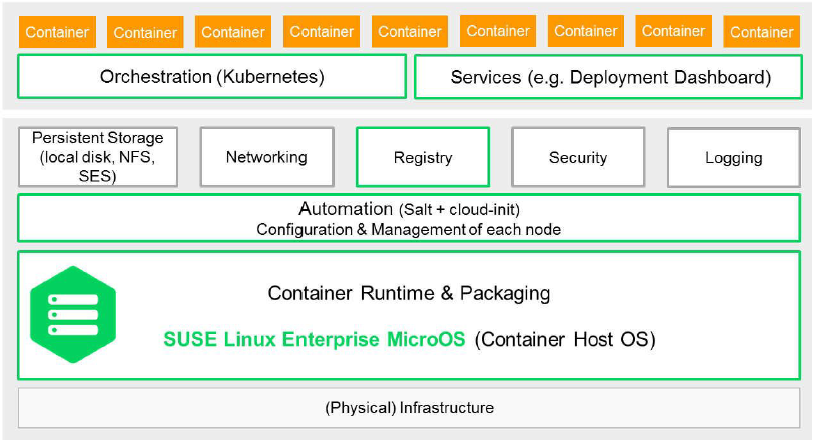 Container Container Container Container Container Container Container Container Container
Orchestration (Kubernetes)
Services (e.g. Deployment Dashboard)
Persistent Storage
(local disk, NFS,
SES)
Networking
Registry
Security
Logging
Automation (Salt + cloud-init)
Configuration & Management of each node
Container Runtime & Packaging
SUSE Linux Enterprise MicroOS (Container Host OS)
(Physical) Infrastructure